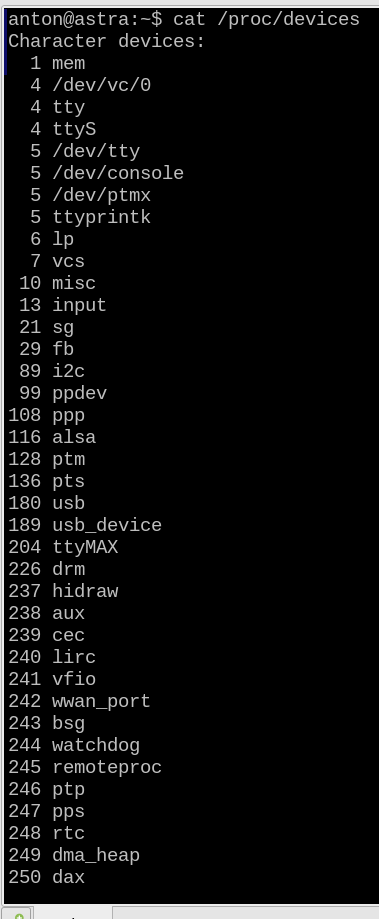 anton@astra:~$ cat /proc/devices
Character devices:
  1 mem
  4 /dev/vc/0
  4 tty
  4 ttyS
  5 /dev/tty
  5 /dev/console
  5 /dev/ptmx
  5 ttyprintk
  6 lp
  7 vcs
 10 misc
 13 input
 21 sg
 29 fb
 89 i2c
 99 ppdev
108 ppp
116 alsa
128 ptm
136 pts
180 usb
189 usb_device
204 ttyMAX
226 drm
237 hidraw
238 aux
239 cec
240 lirc
241 vfio
242 wwan_port
243 bsg
244 watchdog
245 remoteproc
246 ptp
247 pps
248 rtc
249 dma_heap
250 dax